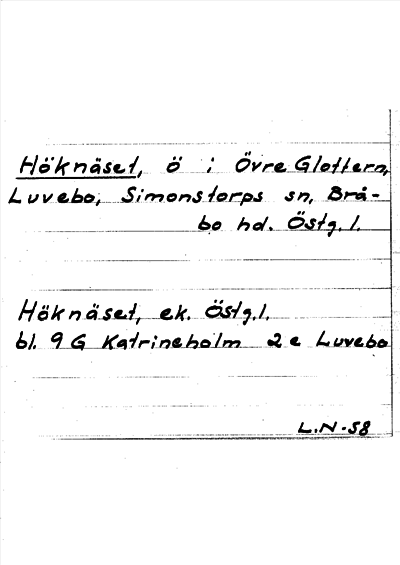 Höknäset, ö i Övre Glottern,
Luvebo, Simonstorps sn, Brå-
bo hd. Östg.l.
Höknäset, ek. Östg.l.
bl. 9 G Katrineholm 2 e Luvebo
L.N-58